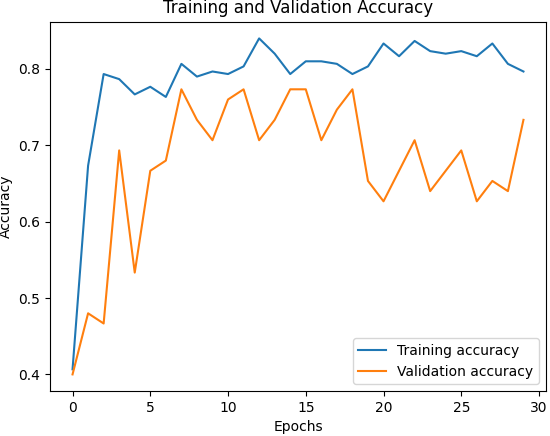 Training and Validation Accuracy
Accuracy
0.8
0.7
0.6
0.5
0.4
Training accuracy
Validation accuracy
0 5 10 15 20 25 30
Epochs